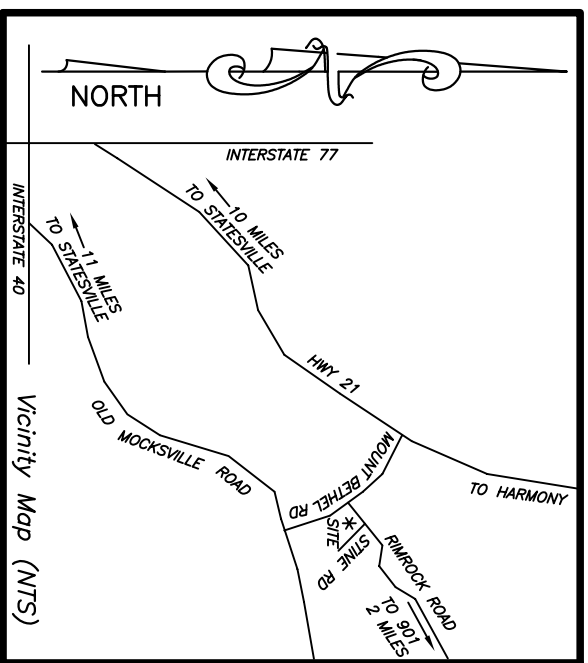 NORTH
INTERSTATE 77
INTERSTATE 40
10 MILES
TO STATESVILLE
11 MILES
TO STATESVILLE
HWY 21
OLD MOCKSVILLE ROAD
MOUNT BETHEL RD
TO HARMONY
*
SITE
STINE RD
RIMROCK ROAD
TO 901
2 MILES
Vicinity Map (NTS)